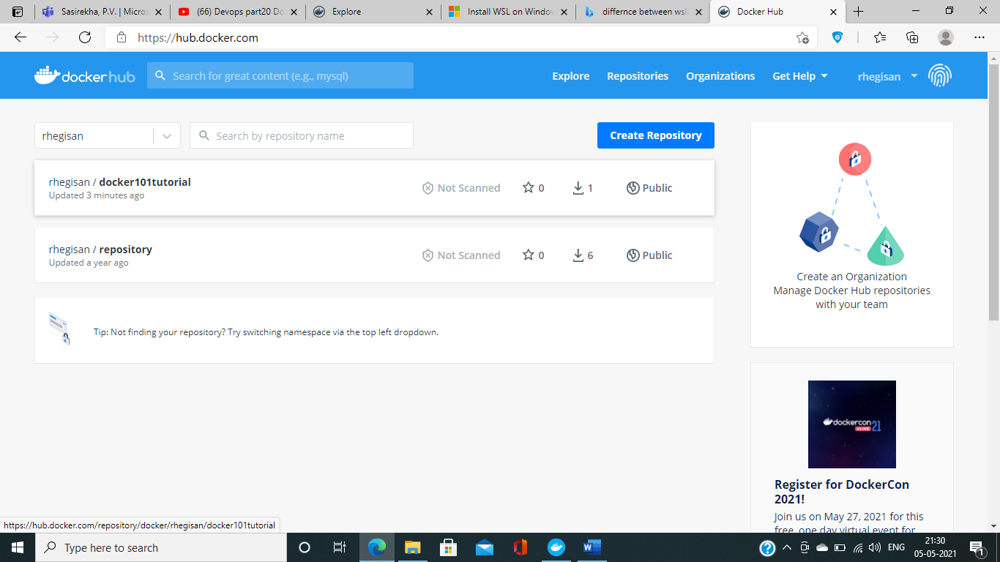 Sasirekha, P.V. | Micros
(66) Devops part20 Do
Explore
Install WSL on Window
differnce between wsl
Docker Hub
https://hub.docker.com
docker hub
Search for great content (e.g., mysql)
Explore
Repositories
Organizations
Get Help
rhegisan
rhegisan
Search by repository name
Create Repository
rhegisan / docker101tutorial
Updated 3 minutes ago
Not Scanned
0
1
Public
rhegisan / repository
Updated a year ago
Not Scanned
0
6
Public
Tip: Not finding your repository? Try switching namespace via the top left dropdown.
Create an Organization
Manage Docker Hub repositories
with your team
dockercon
LIVE 21
Register for DockerCon
2021!
Join us on May 27, 2021 for this
free, one day virtual event for
https://hub.docker.com/repository/docker/rhegisan/docker101tutorial
Type here to search
ENG
21:30
05-05-2021
1